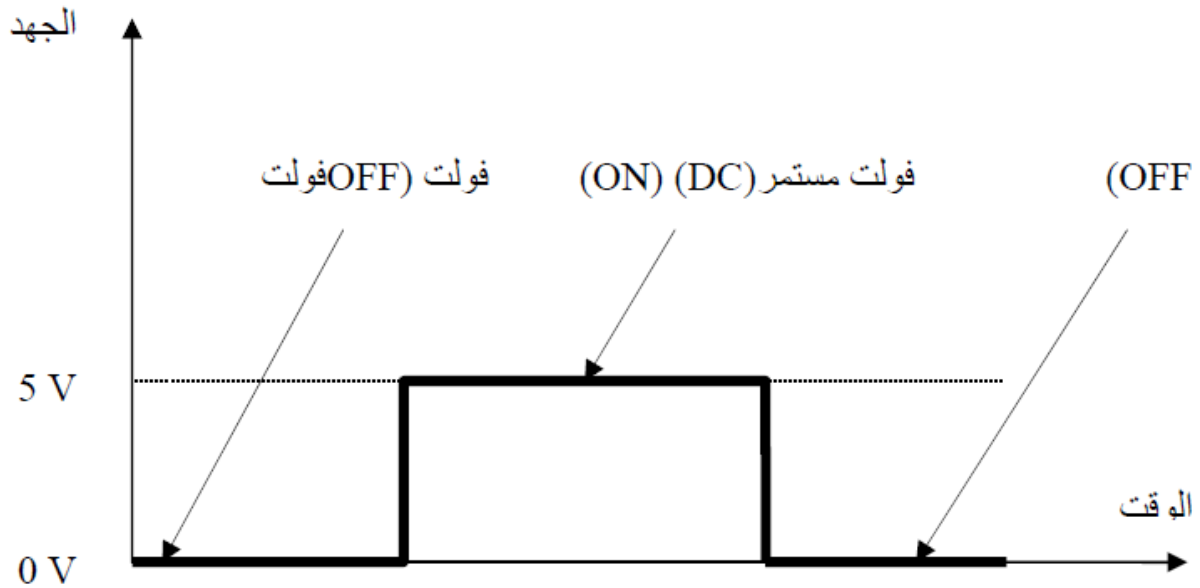 الجهد
فولت (OFFفولت
فولت مستمر(DC) (ON)
(OFF
5 V
الوقت
0 V